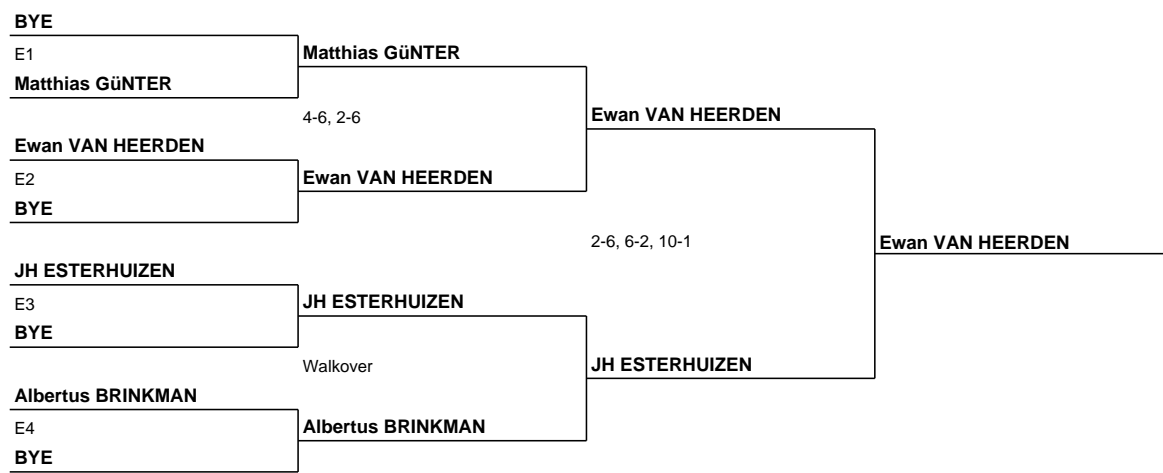 BYE
E1
Matthias GüNTER
Matthias GüNTER
4-6, 2-6
Ewan VAN HEERDEN
Ewan VAN HEERDEN
E2
Ewan VAN HEERDEN
BYE
2-6, 6-2, 10-1
Ewan VAN HEERDEN
JH ESTERHUIZEN
E3
JH ESTERHUIZEN
BYE
Walkover
JH ESTERHUIZEN
Albertus BRINKMAN
E4
Albertus BRINKMAN
BYE